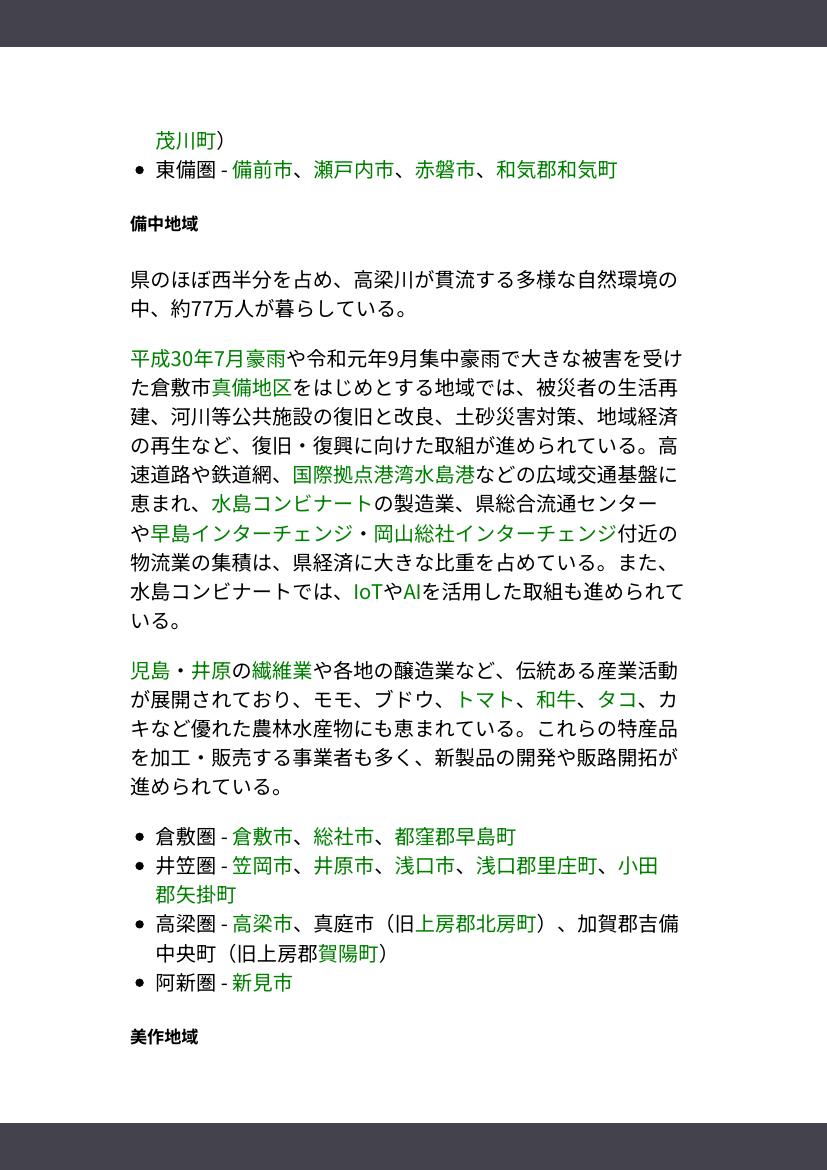 茂川町）
• 東備圏 - 備前市、瀬戸内市、赤磐市、和気郡和気町
備中地域
県のほぼ西半分を占め、高梁川が貫流する多様な自然環境の
中、約77万人が暮らしている。
平成30年7月豪雨や令和元年9月集中豪雨で大きな被害を受け
た倉敷市真備地区をはじめとする地域では、被災者の生活再
建、河川等公共施設の復旧と改良、土砂災害対策、地域経済
の再生など、復旧・復興に向けた取組が進められている。高
速道路や鉄道網、国際拠点港湾水島港などの広域交通基盤に
恵まれ、水島コンビナートの製造業、県総合流通センター
や早島インターチェンジ・岡山総社インターチェンジ付近の
物流業の集積は、県経済に大きな比重を占めている。また、
水島コンビナートでは、IoTやAIを活用した取組も進められて
いる。
児島・井原の繊維業や各地の醸造業など、伝統ある産業活動
が展開されており、モモ、ブドウ、トマト、和牛、タコ、カ
キなど優れた農林水産物にも恵まれている。これらの特産品
を加工・販売する事業者も多く、新製品の開発や販路開拓が
進められている。
• 倉敷圏 - 倉敷市、総社市、都窪郡早島町
• 井笠圏 - 笠岡市、井原市、浅口市、浅口郡里庄町、小田
郡矢掛町
• 高梁圏 - 高梁市、真庭市（旧上房郡北房町）、加賀郡吉備
中央町（旧上房郡賀陽町）
• 阿新圏 - 新見市
美作地域